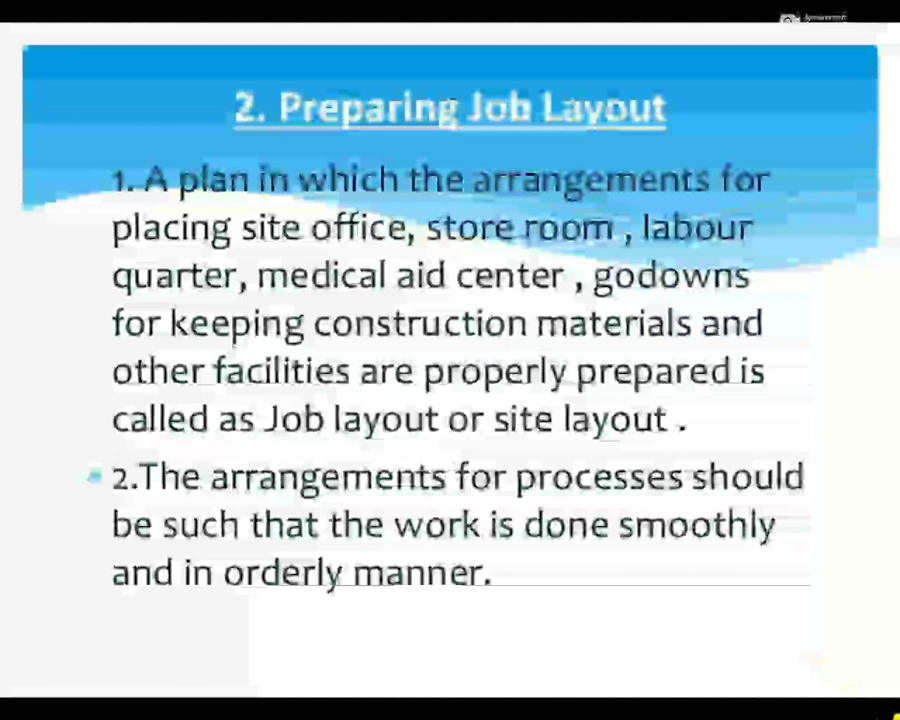 2. Preparing Job Layout
1. A plan in which the arrangements for
placing site office, store room , labour
quarter, medical aid center , godowns
for keeping construction materials and
other facilities are properly prepared is
called as Job layout or site layout .
2.The arrangements for processes should
be such that the work is done smoothly
and in orderly manner.